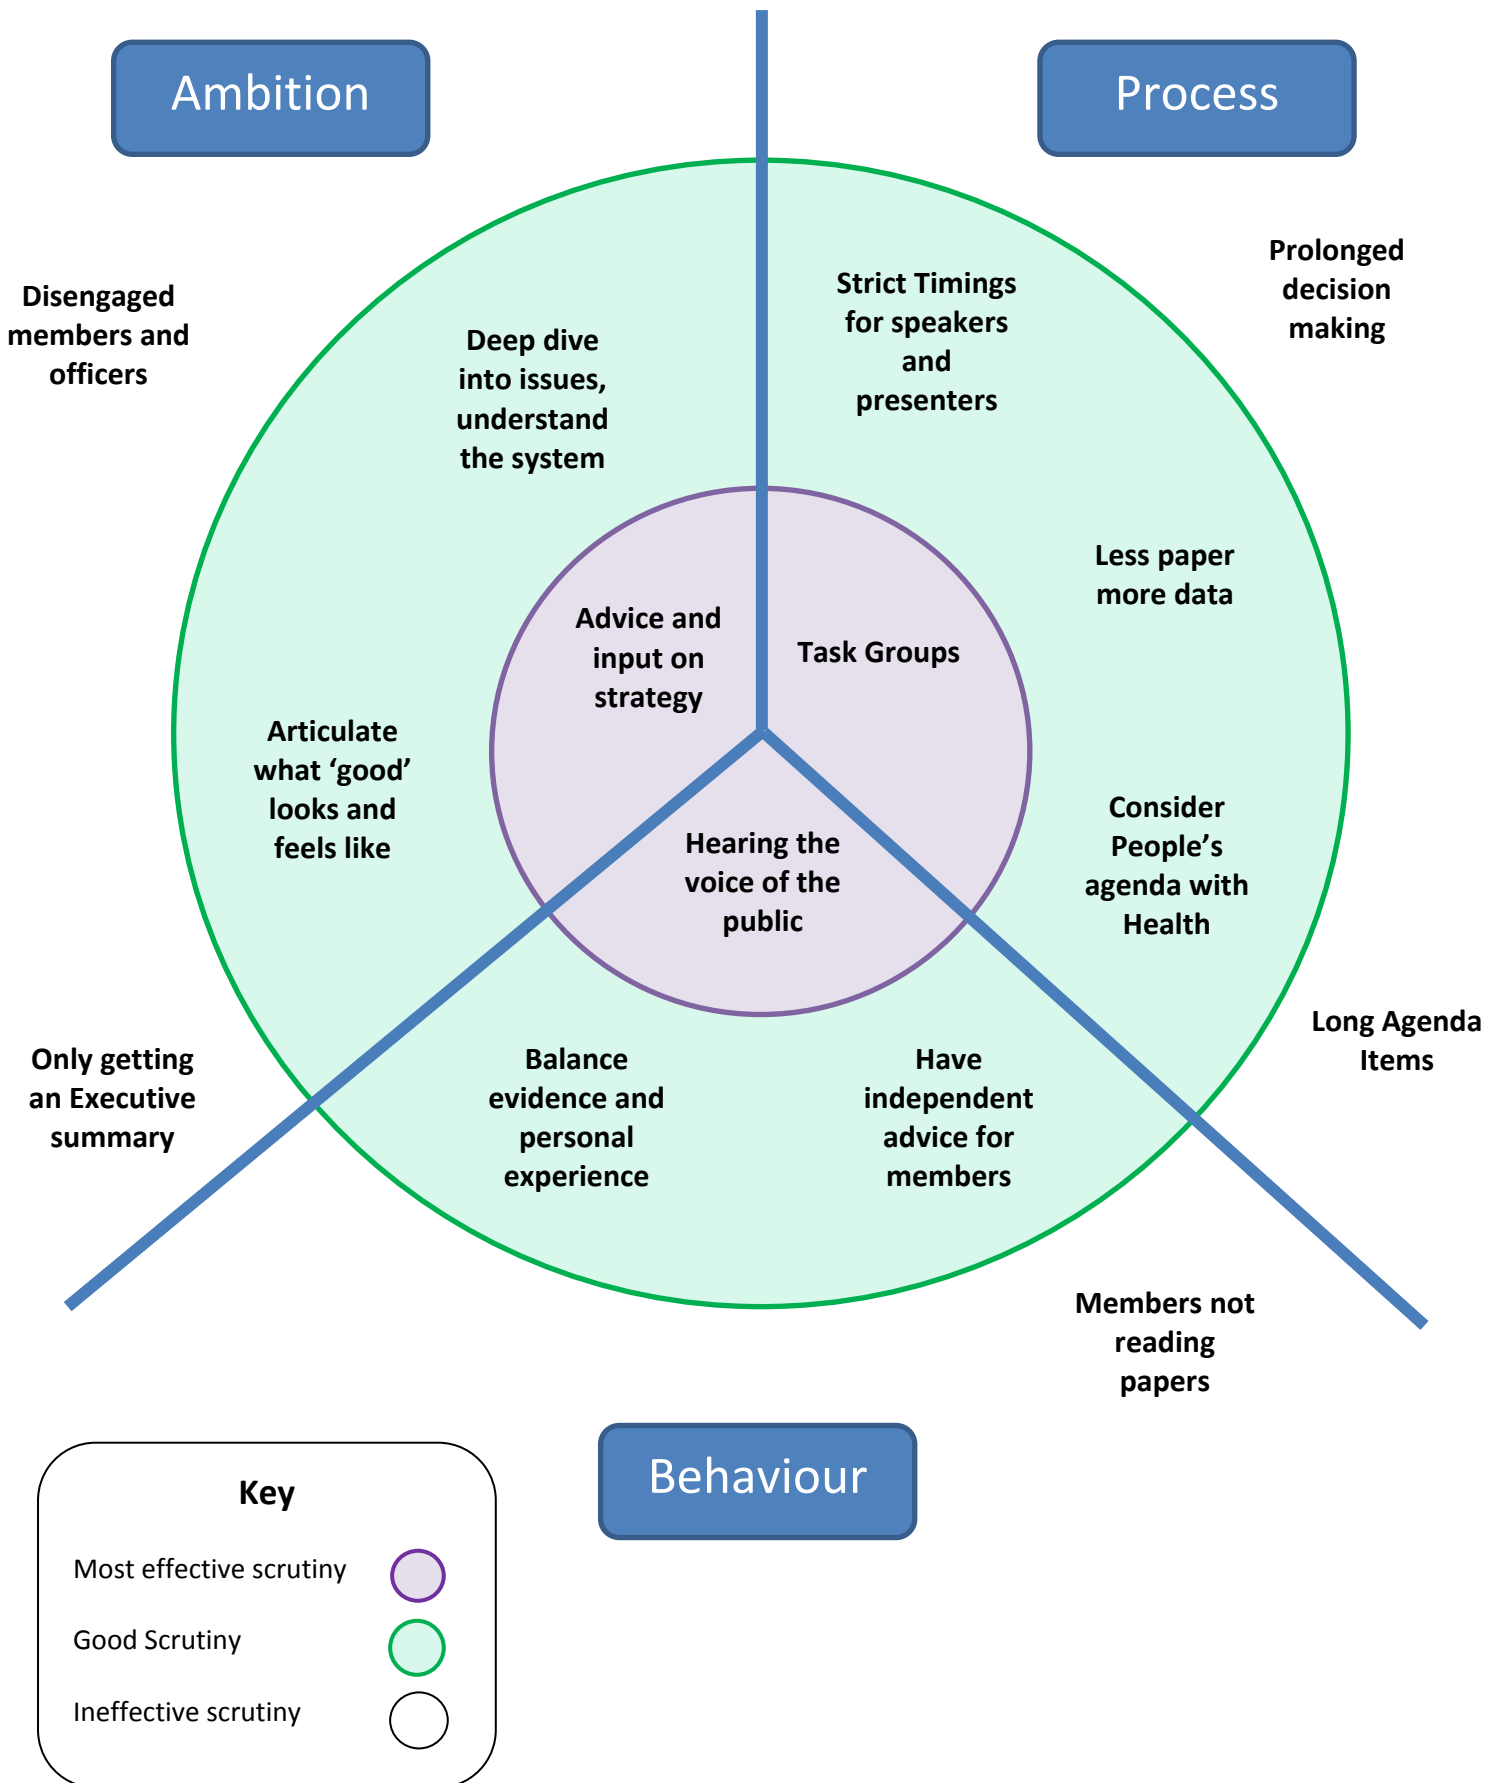 Ambition
Process
Disengaged
members and
officers
Deep dive
into issues,
understand
the system
Strict Timings
for speakers
and
presenters
Prolonged
decision
making
Less paper
more data
Advice and
input on
strategy
Task Groups
Articulate
what ‘good’
looks and
feels like
Hearing the
voice of the
public
Consider
People’s
agenda with
Health
Only getting
an Executive
summary
Balance
evidence and
personal
experience
Have
independent
advice for
members
Long Agenda
Items
Members not
reading
papers
Behaviour
Key
Most effective scrutiny
Good Scrutiny
Ineffective scrutiny